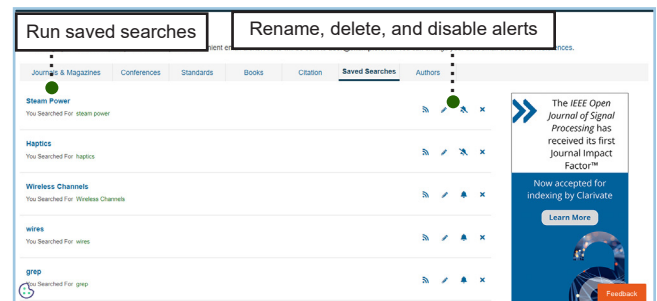 Run saved searches
Rename, delete, and disable alerts
nient en
ences.
Journals & Magazines
Conferences
Standards
Books
Citation
Saved Searches
Authors
Steam Power
You Searched For steam power
Haptics
You Searched For haptics
Wireless Channels
You Searched For Wireless Channels
wires
You Searched For wires
grep
You Searched For grep
The IEEE Open
Journal of Signal
Processing has
received its first
Journal Impact
Factor™
Now accepted for
indexing by Clarivate
Learn More
Feedback